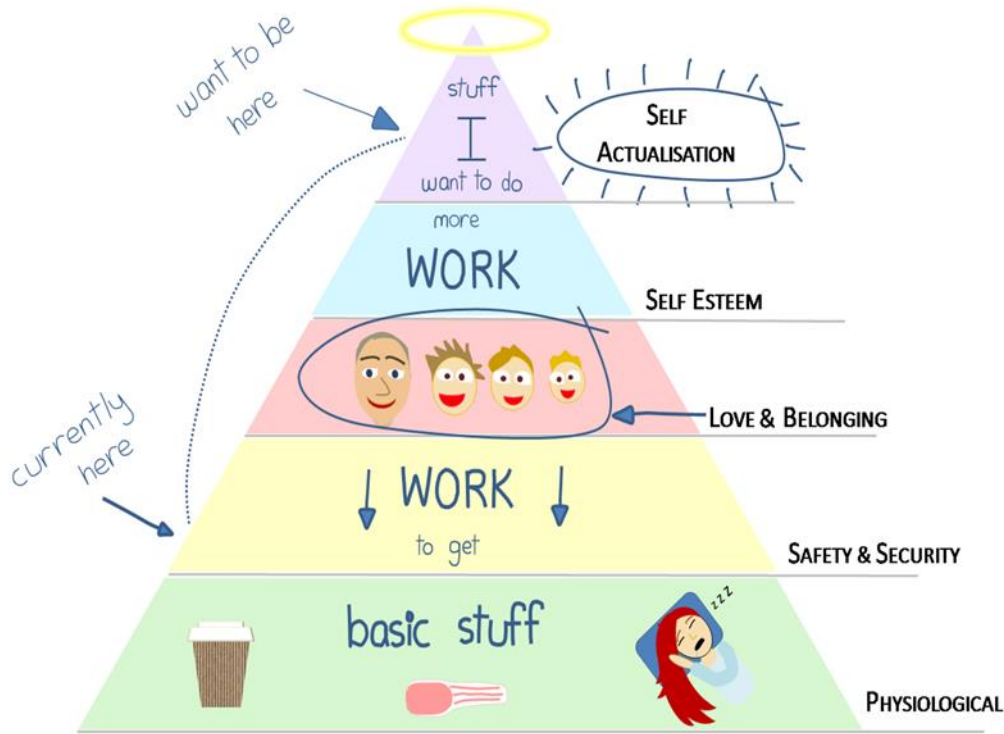 want to be
here
stuff
I
want to do
SELF
ACTUALISATION
more
WORK
SELF ESTEEM
LOVE & BELONGING
currently
here
WORK
to get
SAFETY & SECURITY
basic stuff
zzz
PHYSIOLOGICAL